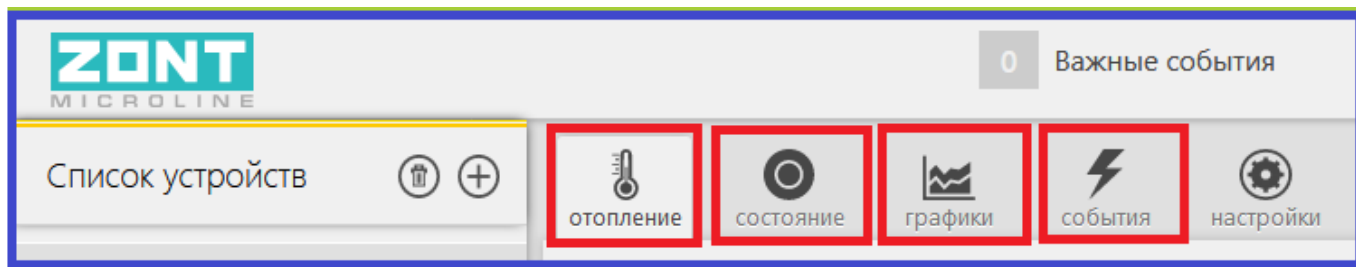 ZONT
MICROLINE
0 Важные события
Список устройств
отопление состояние графики события настройки